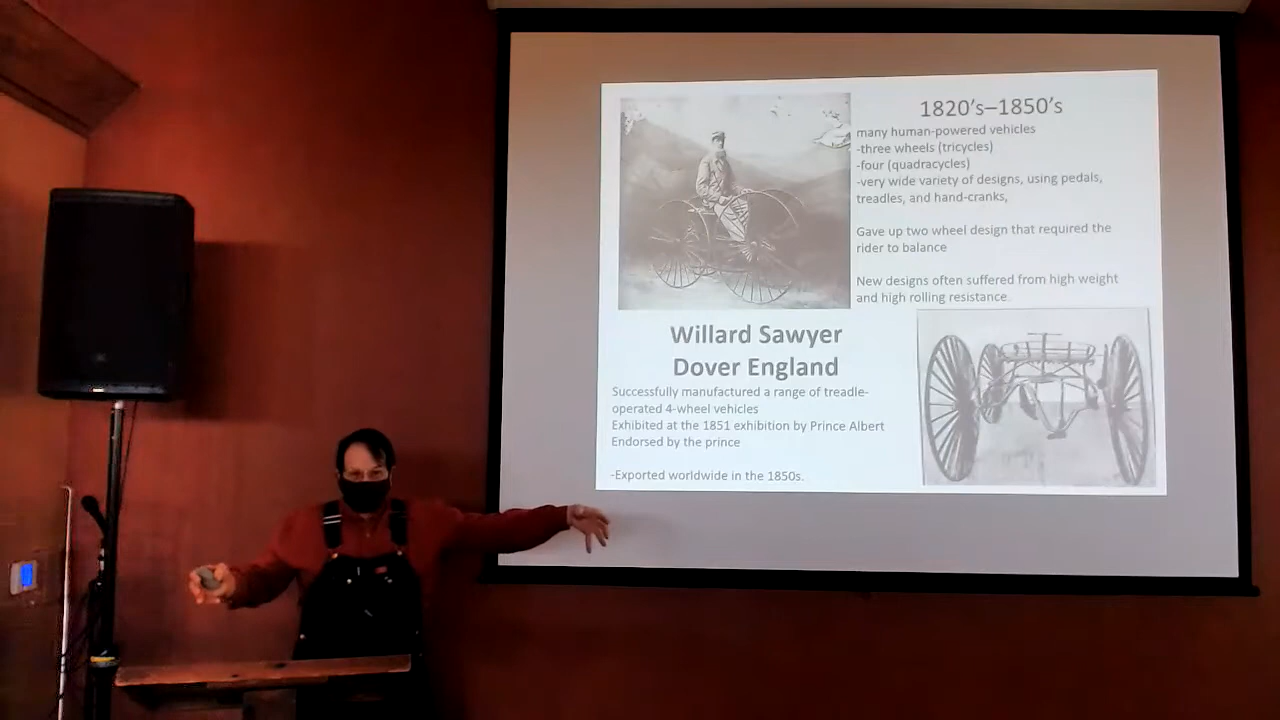 1820's–1850's
many human-powered vehicles
-three wheels (tricycles)
-four (quadracycles)
-very wide variety of designs, using pedals,
treadles, and hand-cranks,
Gave up two wheel design that required the
rider to balance
New designs often suffered from high weight
and high rolling resistance.
Willard Sawyer
Dover England
Successfully manufactured a range of treadle-
operated 4-wheel vehicles
Exhibited at the 1851 exhibition by Prince Albert
Endorsed by the prince
-Exported worldwide in the 1850s.